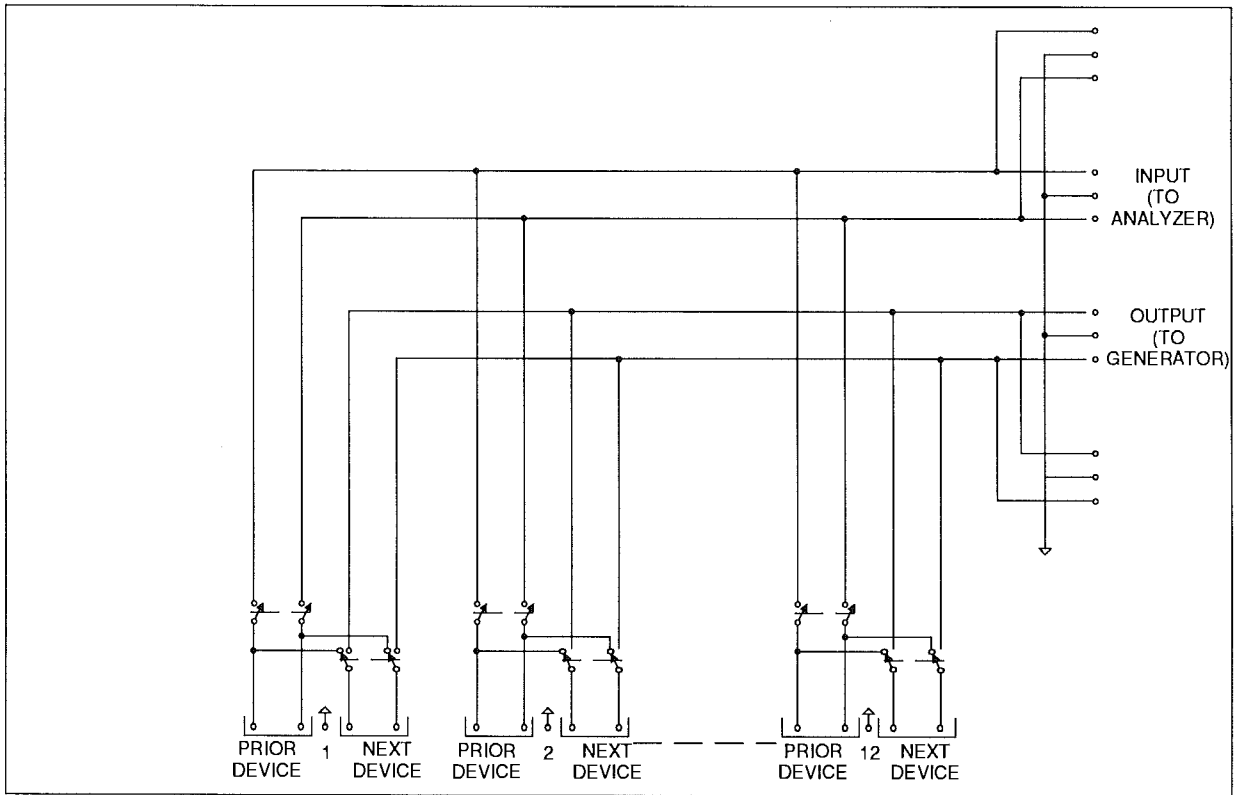 INPUT
(TO
ANALYZER)
OUTPUT
(TO
GENERATOR)
PRIOR
DEVICE
1
NEXT
DEVICE
PRIOR
DEVICE
2
NEXT
DEVICE
PRIOR
DEVICE
12
NEXT
DEVICE